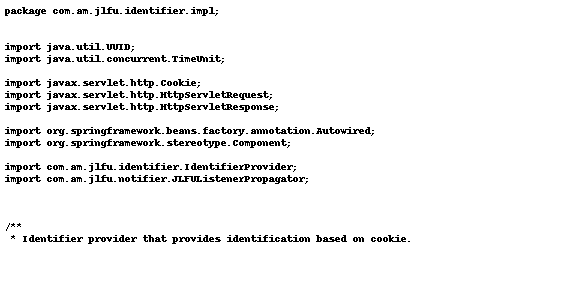 package com.am.jlfu.identifier.impl;
import java.util.UUID;
import java.util.concurrent.TimeUnit;
import javax.servlet.http.Cookie;
import javax.servlet.http.HttpServletRequest;
import javax.servlet.http.HttpServletResponse;
import org.springframework.beans.factory.annotation.Autowired;
import org.springframework.stereotype.Component;
import com.am.jlfu.identifier.IdentifierProvider;
import com.am.jlfu.notifier.JLFUListenerPropagator;
/**
 * Identifier provider that provides identification based on cookie.